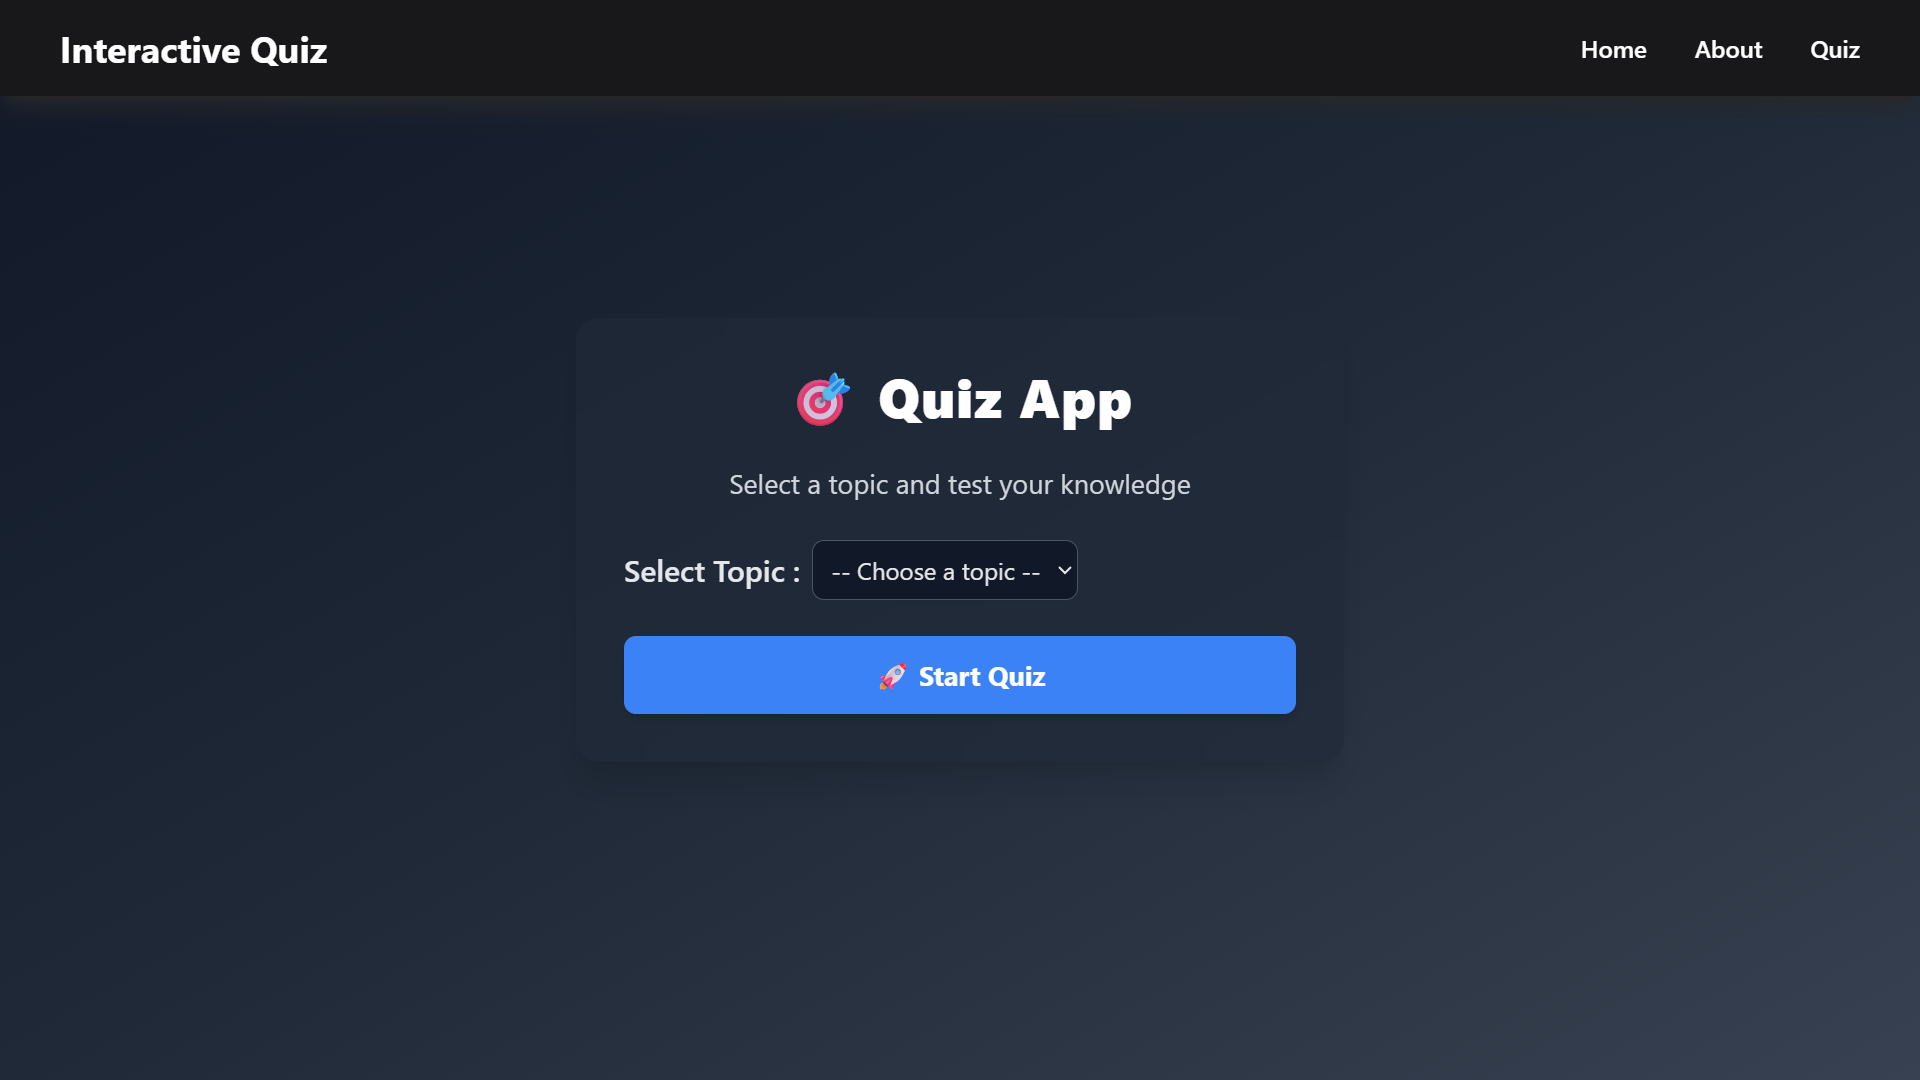 Interactive Quiz
Home About Quiz
Quiz App
Select a topic and test your knowledge
Select Topic : -- Choose a topic --
Start Quiz